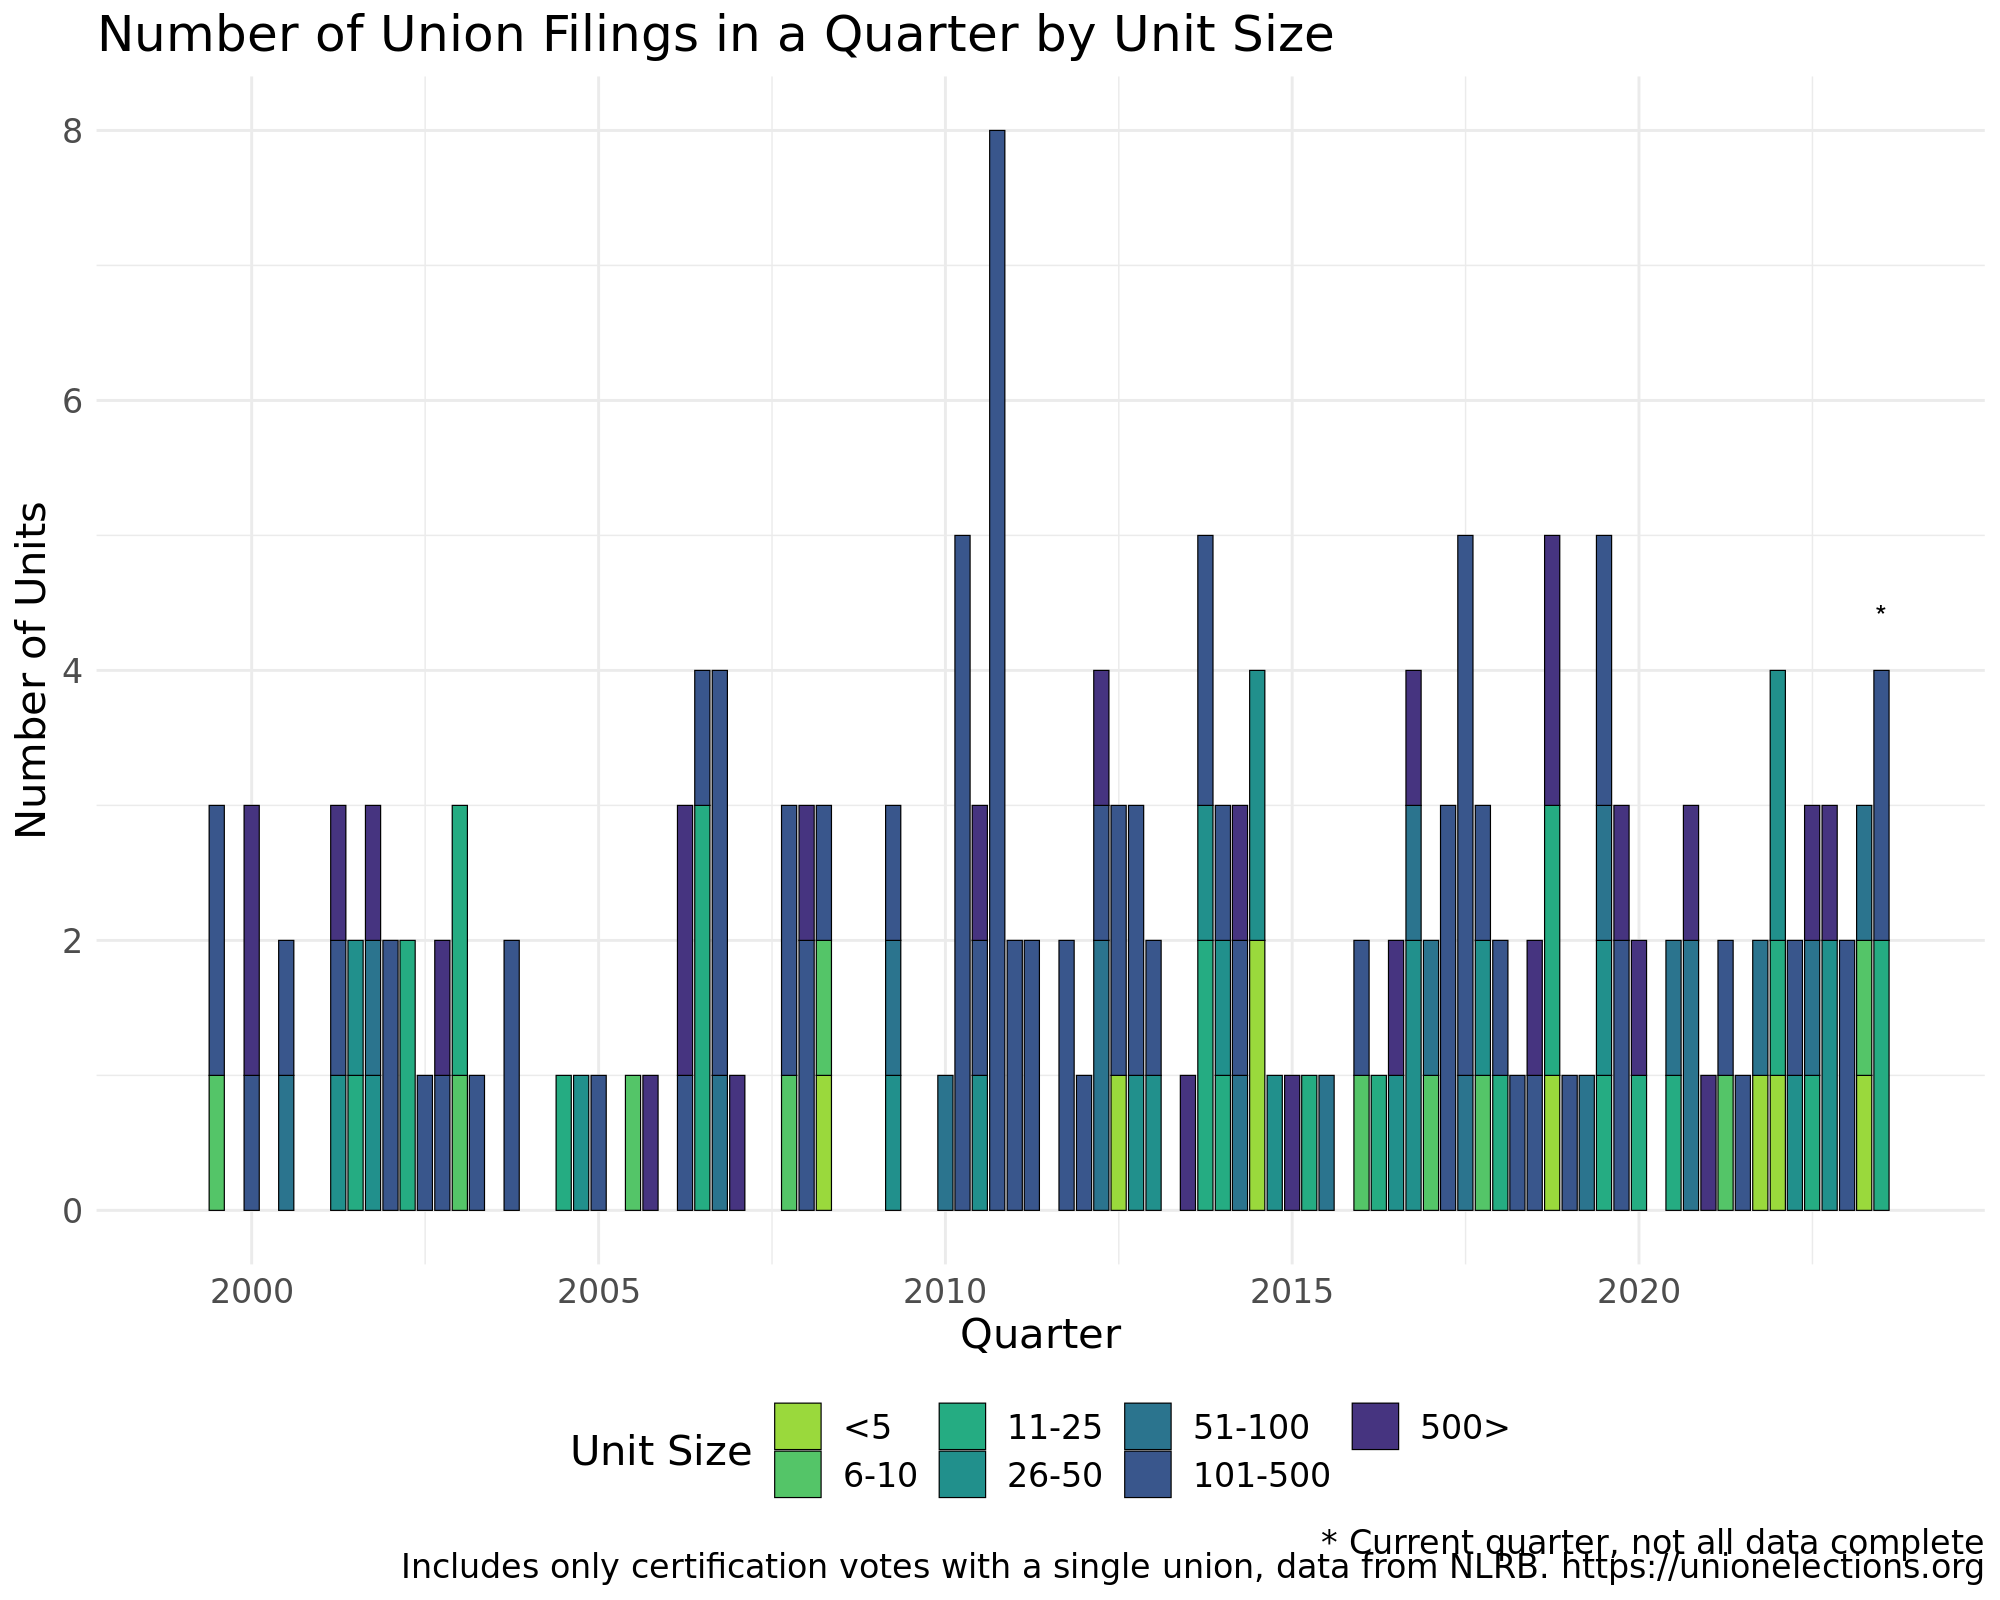 Number of Union Filings in a Quarter by Unit Size
Number of Units
8
6
4
2
0
*
2000 2005 2010 2015 2020
Quarter
Unit Size
<5 11-25 51-100 500>
6-10 26-50 101-500
* Current quarter, not all data complete
Includes only certification votes with a single union, data from NLRB. https://unionelections.org